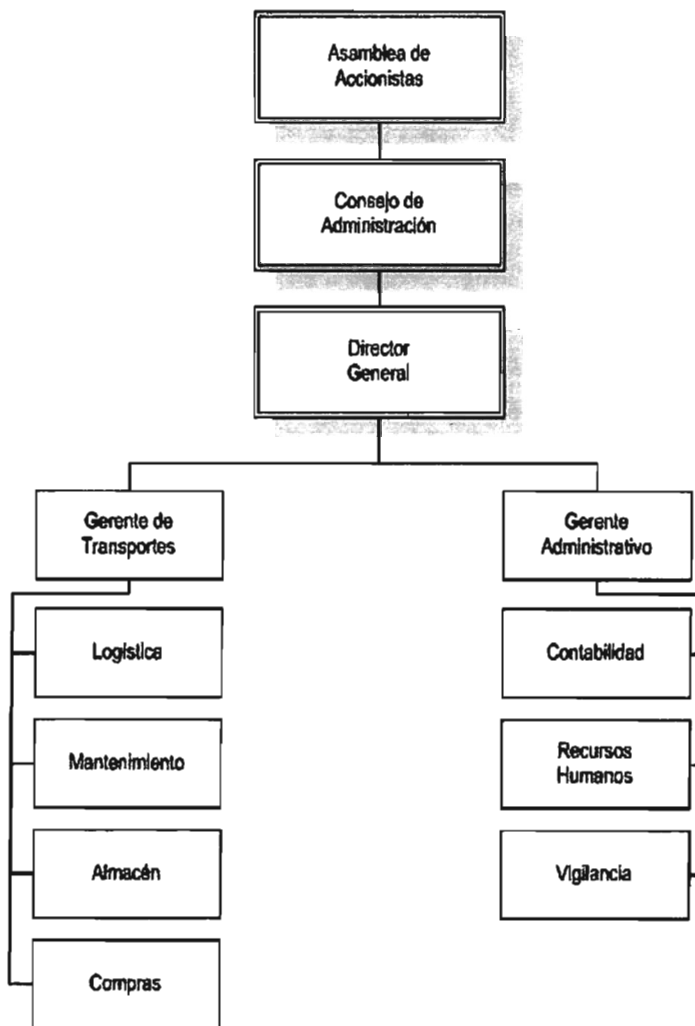 Asamblea de
Accionistas
Consejo de
Administración
Director
General
Gerente de
Transportes
Gerente
Administrativo
Logística
Contabilidad
Mantenimiento
Recursos
Humanos
Almacén
Vigilancia
Compras